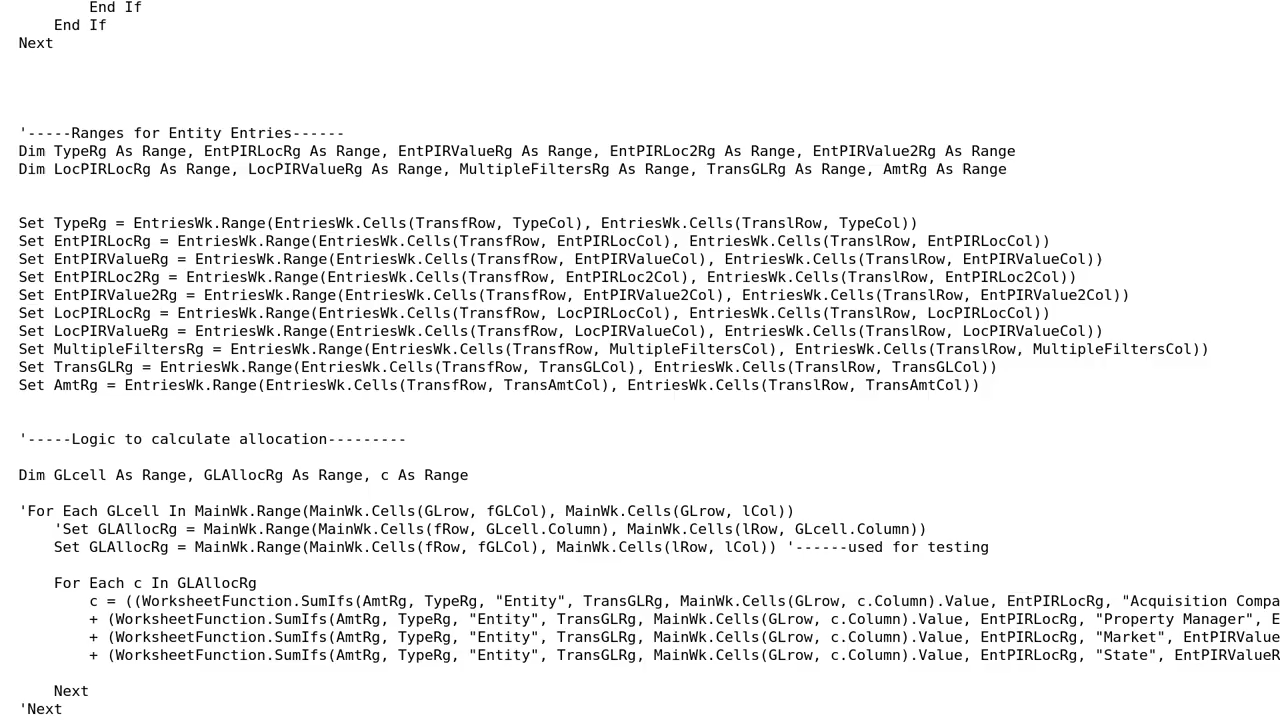 End If
    End If
Next
'-----Ranges for Entity Entries------
Dim TypeRg As Range, EntPIRLocRg As Range, EntPIRValueRg As Range, EntPIRLoc2Rg As Range, EntPIRValue2Rg As Range
Dim LocPIRLocRg As Range, LocPIRValueRg As Range, MultipleFiltersRg As Range, TransGLRg As Range, AmtRg As Range
Set TypeRg = EntriesWk.Range(EntriesWk.Cells(TransfRow, TypeCol), EntriesWk.Cells(TranslRow, TypeCol))
Set EntPIRLocRg = EntriesWk.Range(EntriesWk.Cells(TransfRow, EntPIRLocCol), EntriesWk.Cells(TranslRow, EntPIRLocCol))
Set EntPIRValueRg = EntriesWk.Range(EntriesWk.Cells(TransfRow, EntPIRValueCol), EntriesWk.Cells(TranslRow, EntPIRValueCol))
Set EntPIRLoc2Rg = EntriesWk.Range(EntriesWk.Cells(TransfRow, EntPIRLoc2Col), EntriesWk.Cells(TranslRow, EntPIRLoc2Col))
Set EntPIRValue2Rg = EntriesWk.Range(EntriesWk.Cells(TransfRow, EntPIRValue2Col), EntriesWk.Cells(TranslRow, EntPIRValue2Col))
Set LocPIRLocRg = EntriesWk.Range(EntriesWk.Cells(TransfRow, LocPIRLocCol), EntriesWk.Cells(TranslRow, LocPIRLocCol))
Set LocPIRValueRg = EntriesWk.Range(EntriesWk.Cells(TransfRow, LocPIRValueCol), EntriesWk.Cells(TranslRow, LocPIRValueCol))
Set MultipleFiltersRg = EntriesWk.Range(EntriesWk.Cells(TransfRow, MultipleFiltersCol), EntriesWk.Cells(TranslRow, MultipleFiltersCol))
Set TransGLRg = EntriesWk.Range(EntriesWk.Cells(TransfRow, TransGLCol), EntriesWk.Cells(TranslRow, TransGLCol))
Set AmtRg = EntriesWk.Range(EntriesWk.Cells(TransfRow, TransAmtCol), EntriesWk.Cells(TranslRow, TransAmtCol))
'-----Logic to calculate allocation---------
Dim GLcell As Range, GLAllocRg As Range, c As Range
'For Each GLcell In MainWk.Range(MainWk.Cells(GLrow, fGLCol), MainWk.Cells(GLrow, lCol))
    'Set GLAllocRg = MainWk.Range(MainWk.Cells(fRow, GLcell.Column), MainWk.Cells(lRow, GLcell.Column))
    Set GLAllocRg = MainWk.Range(MainWk.Cells(fRow, fGLCol), MainWk.Cells(lRow, lCol)) '------used for testing
    For Each c In GLAllocRg
        c = ((WorksheetFunction.SumIfs(AmtRg, TypeRg, "Entity", TransGLRg, MainWk.Cells(GLrow, c.Column).Value, EntPIRLocRg, "Acquisition Compa
        + (WorksheetFunction.SumIfs(AmtRg, TypeRg, "Entity", TransGLRg, MainWk.Cells(GLrow, c.Column).Value, EntPIRLocRg, "Property Manager", E
        + (WorksheetFunction.SumIfs(AmtRg, TypeRg, "Entity", TransGLRg, MainWk.Cells(GLrow, c.Column).Value, EntPIRLocRg, "Market", EntPIRValue
        + (WorksheetFunction.SumIfs(AmtRg, TypeRg, "Entity", TransGLRg, MainWk.Cells(GLrow, c.Column).Value, EntPIRLocRg, "State", EntPIRValueR
    Next
'Next